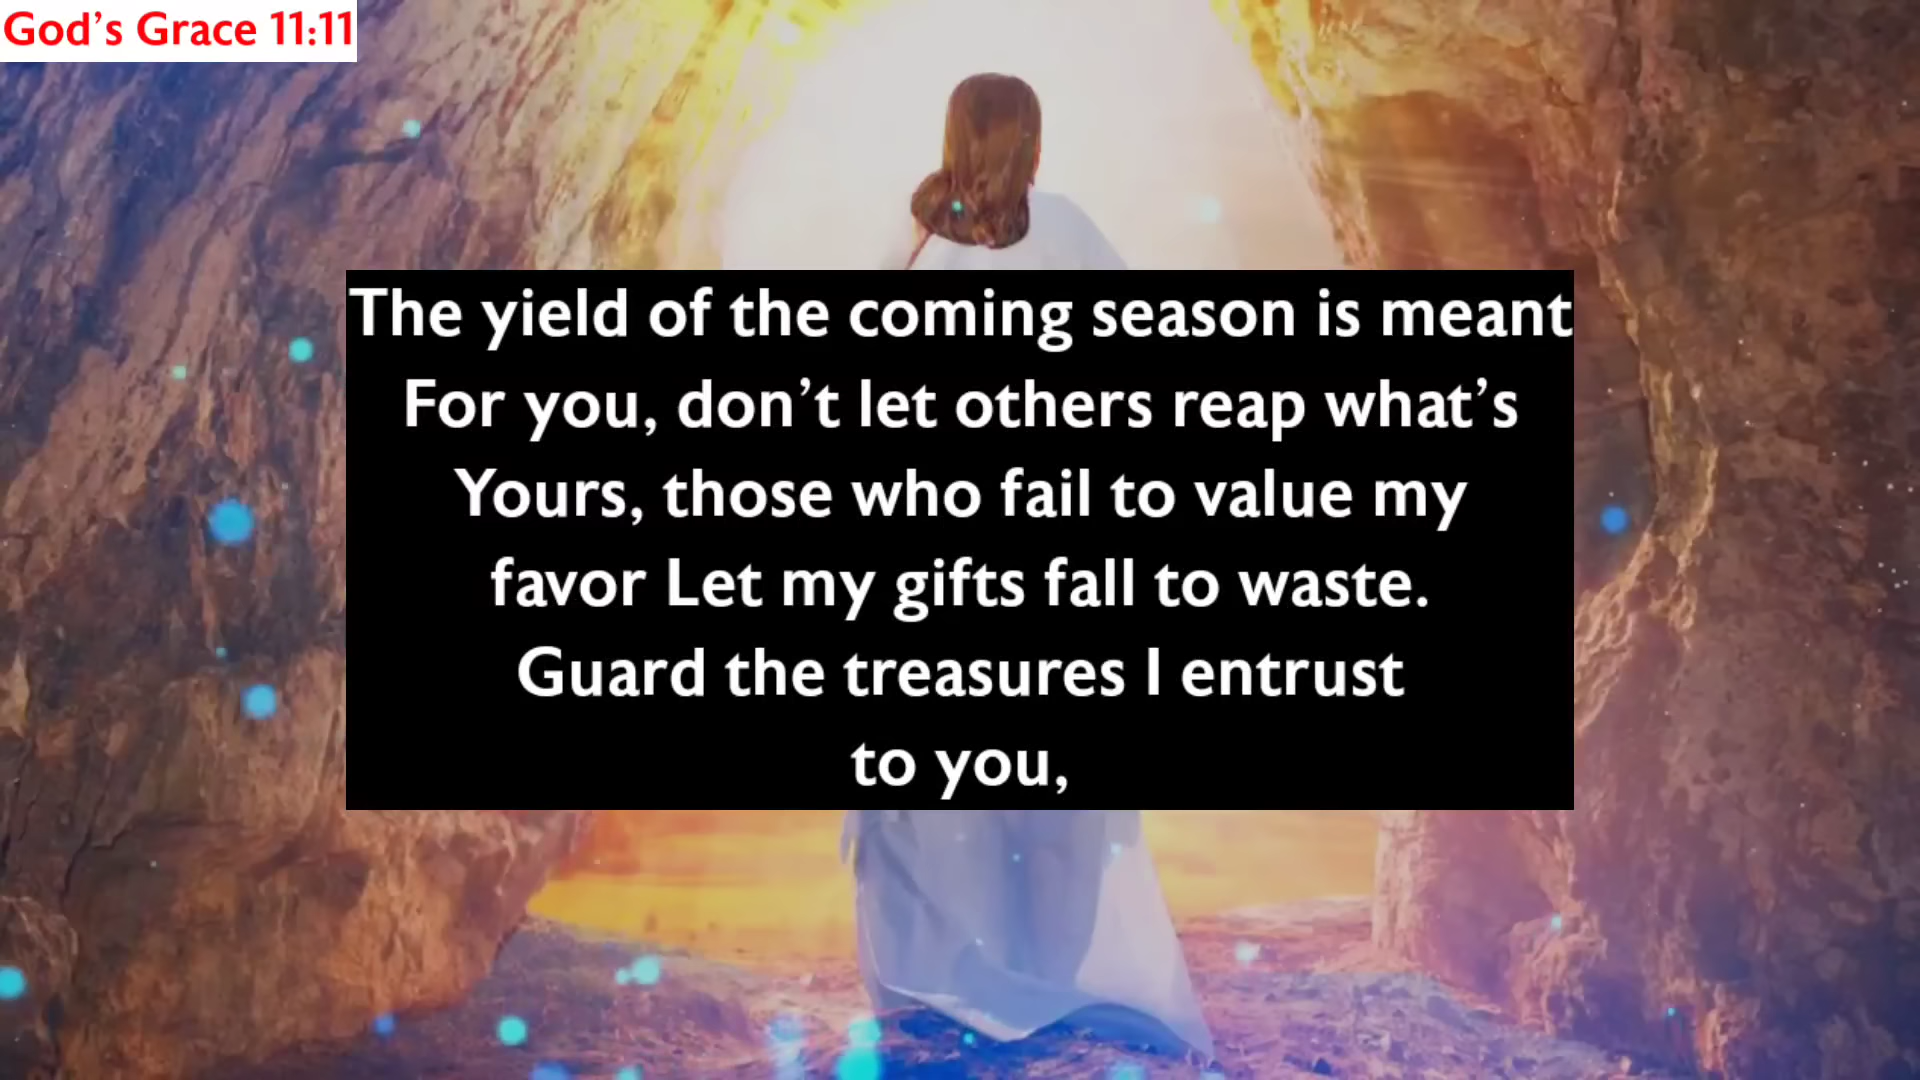 God’s Grace 11:11
The yield of the coming season is meant
For you, don’t let others reap what’s
Yours, those who fail to value my
favor Let my gifts fall to waste.
Guard the treasures I entrust
to you,